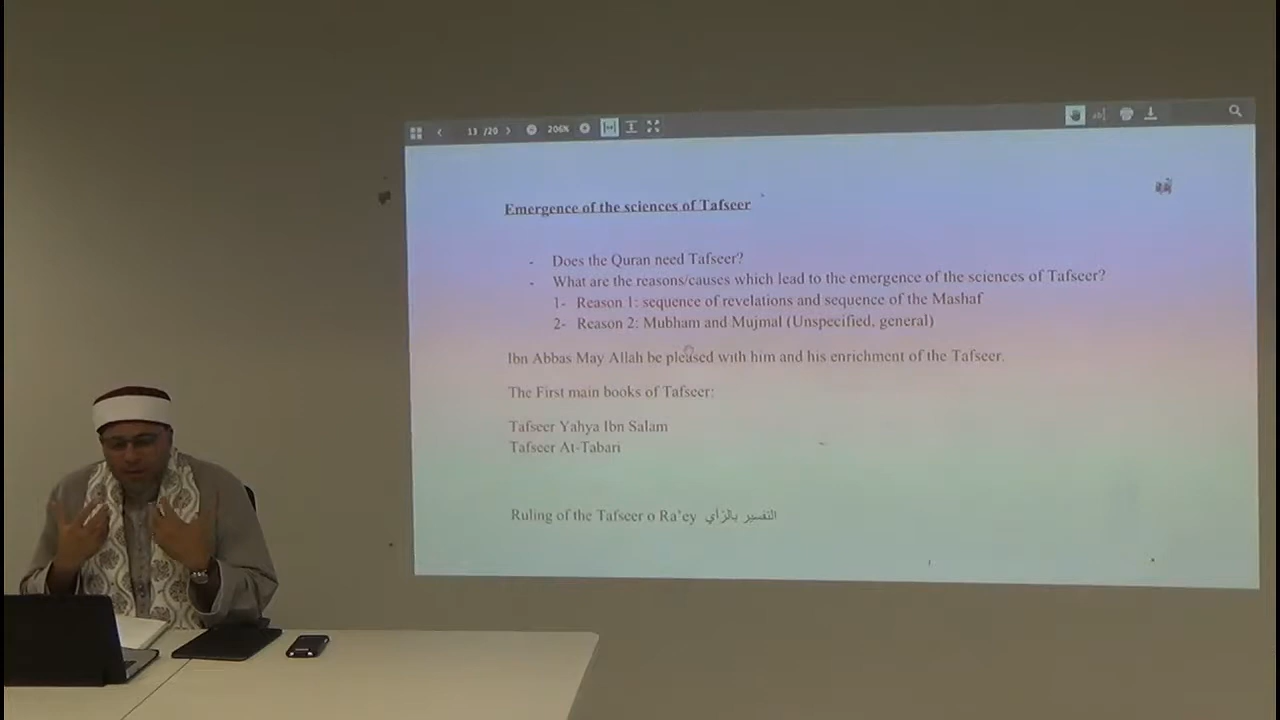 13 /20
206%
Emergence of the sciences of Tafseer
- Does the Quran need Tafseer?
- What are the reasons/causes which lead to the emergence of the sciences of Tafseer?
1- Reason 1: sequence of revelations and sequence of the Mashaf
2- Reason 2: Mubham and Mujmal (Unspecified, general)
Ibn Abbas May Allah be pleased with him and his enrichment of the Tafseer.
The First main books of Tafseer:
Tafseer Yahya Ibn Salam
Tafseer At-Tabari
Ruling of the Tafseer o Ra'ey التفسير بالرأي